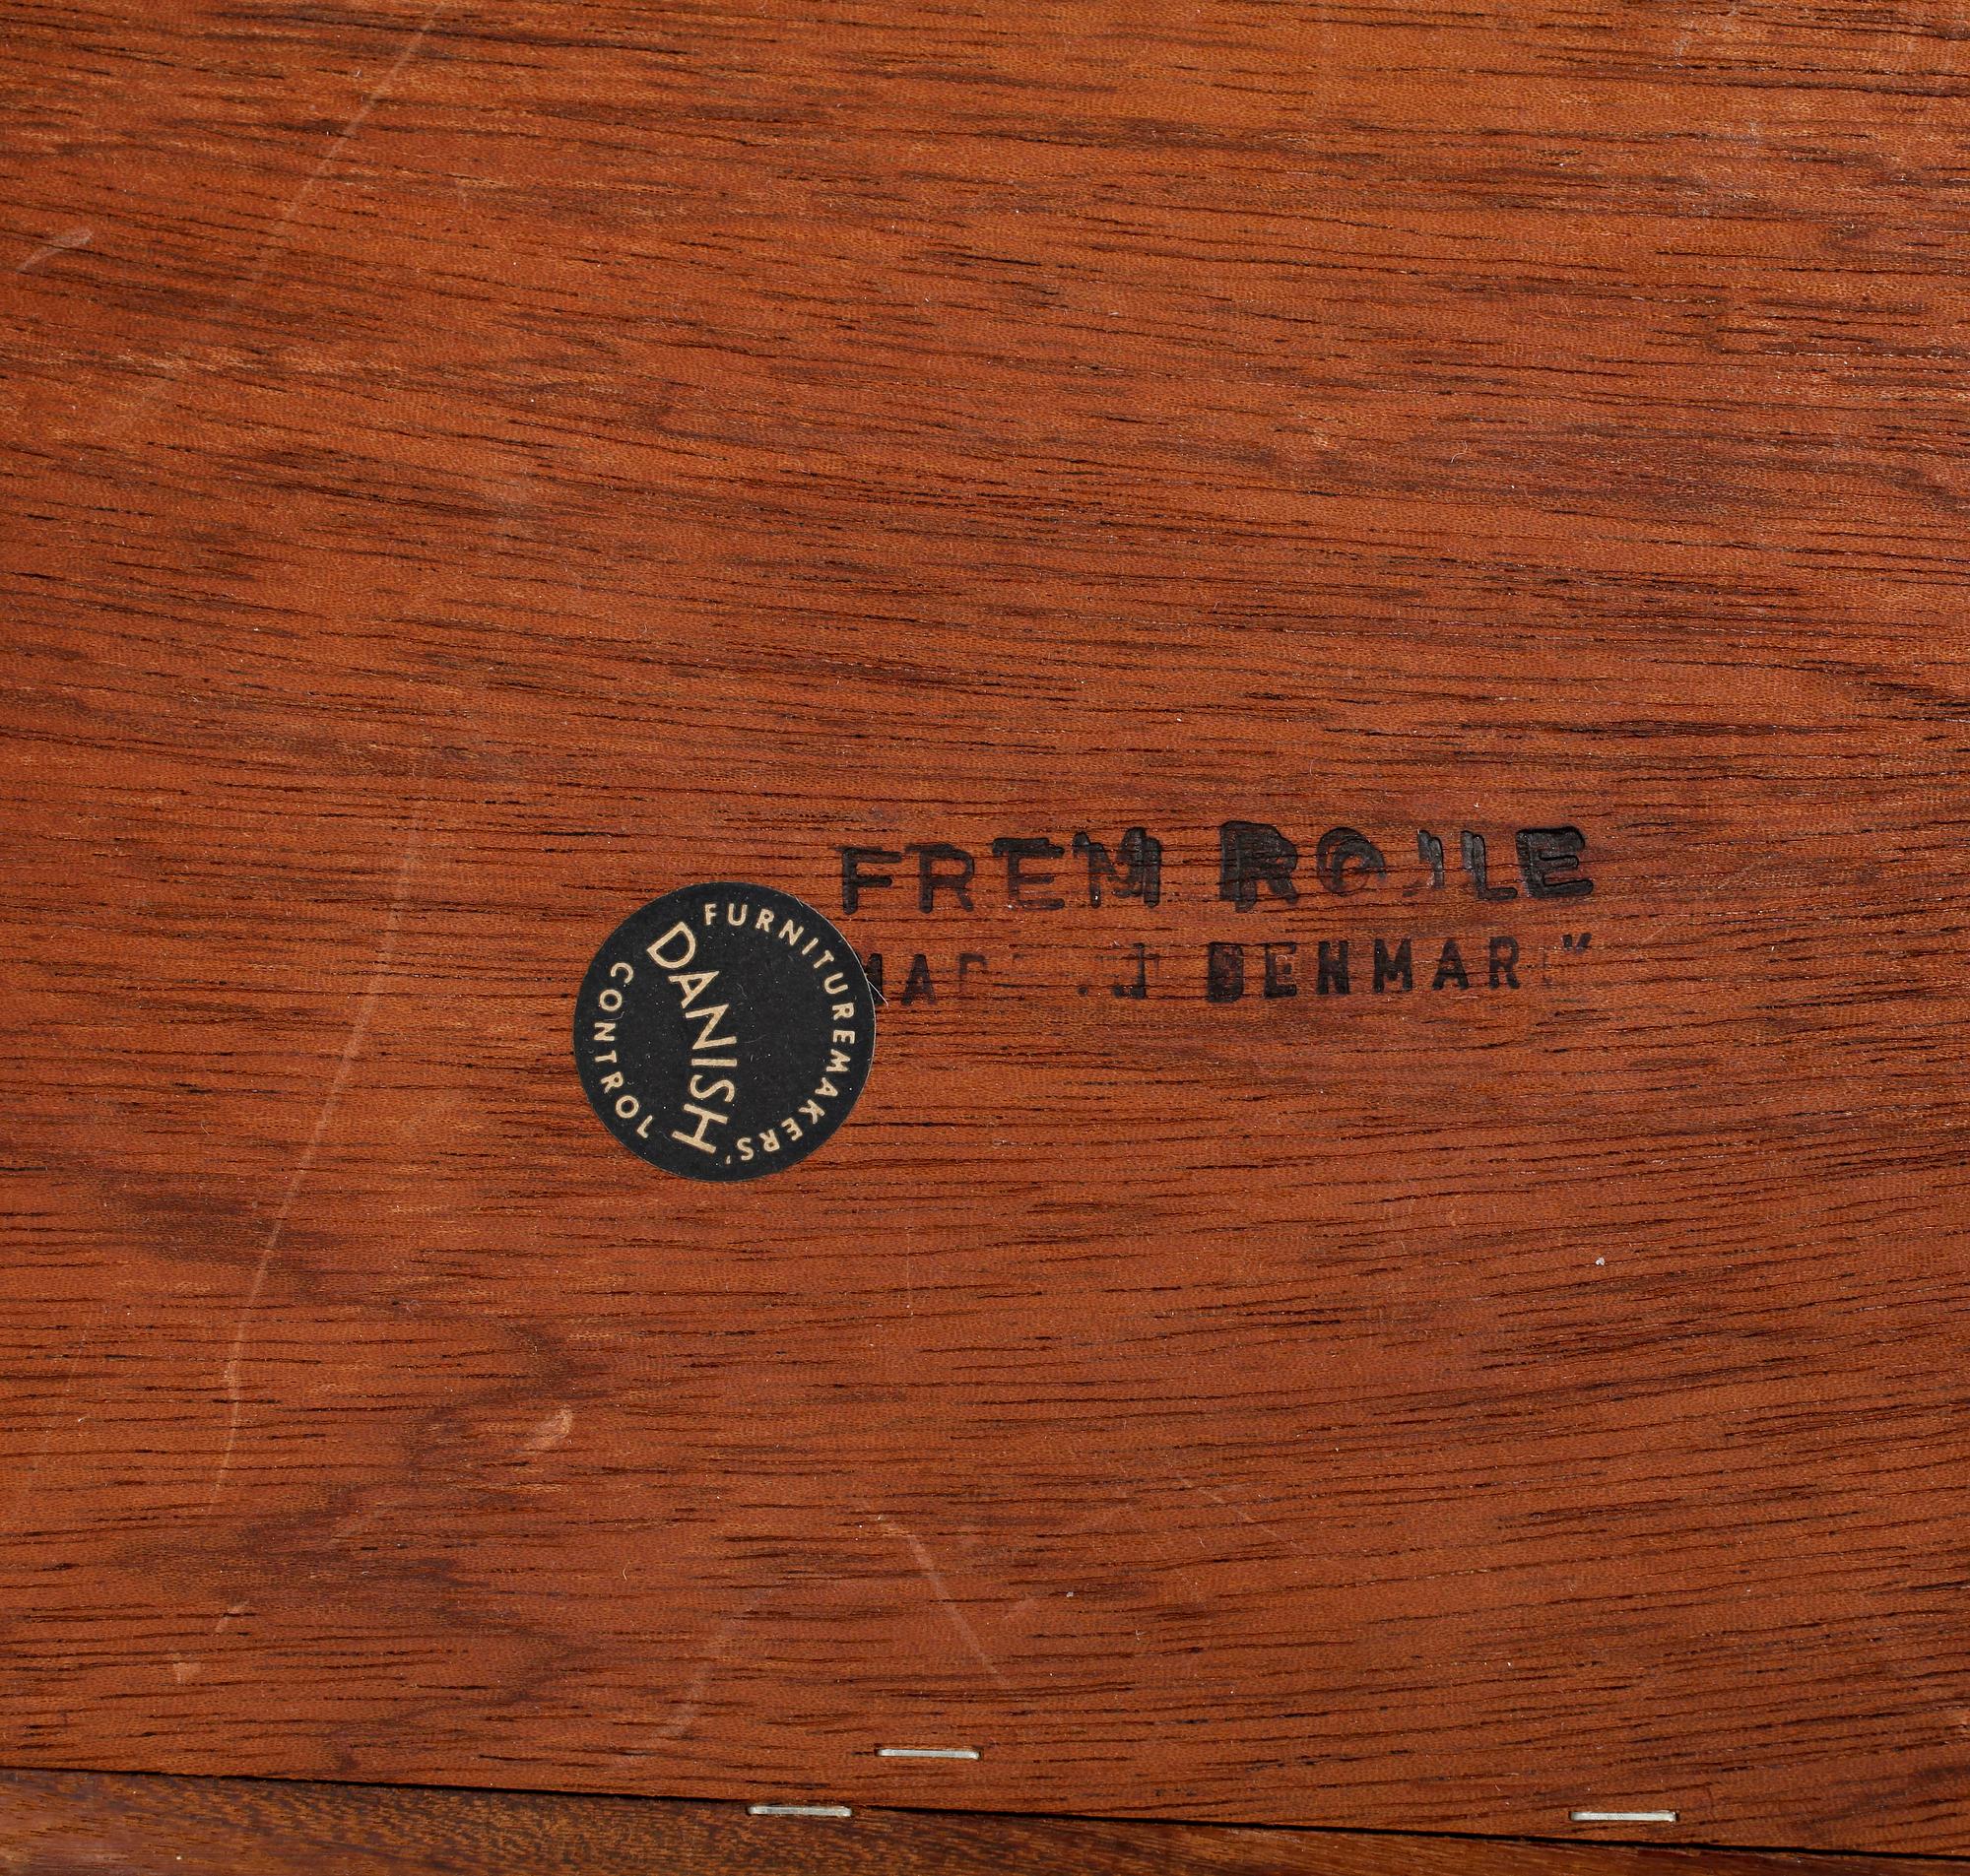 FREM ROJLE
DENMARK
DANISH
FURNITUREMAKERS'
CONTROL